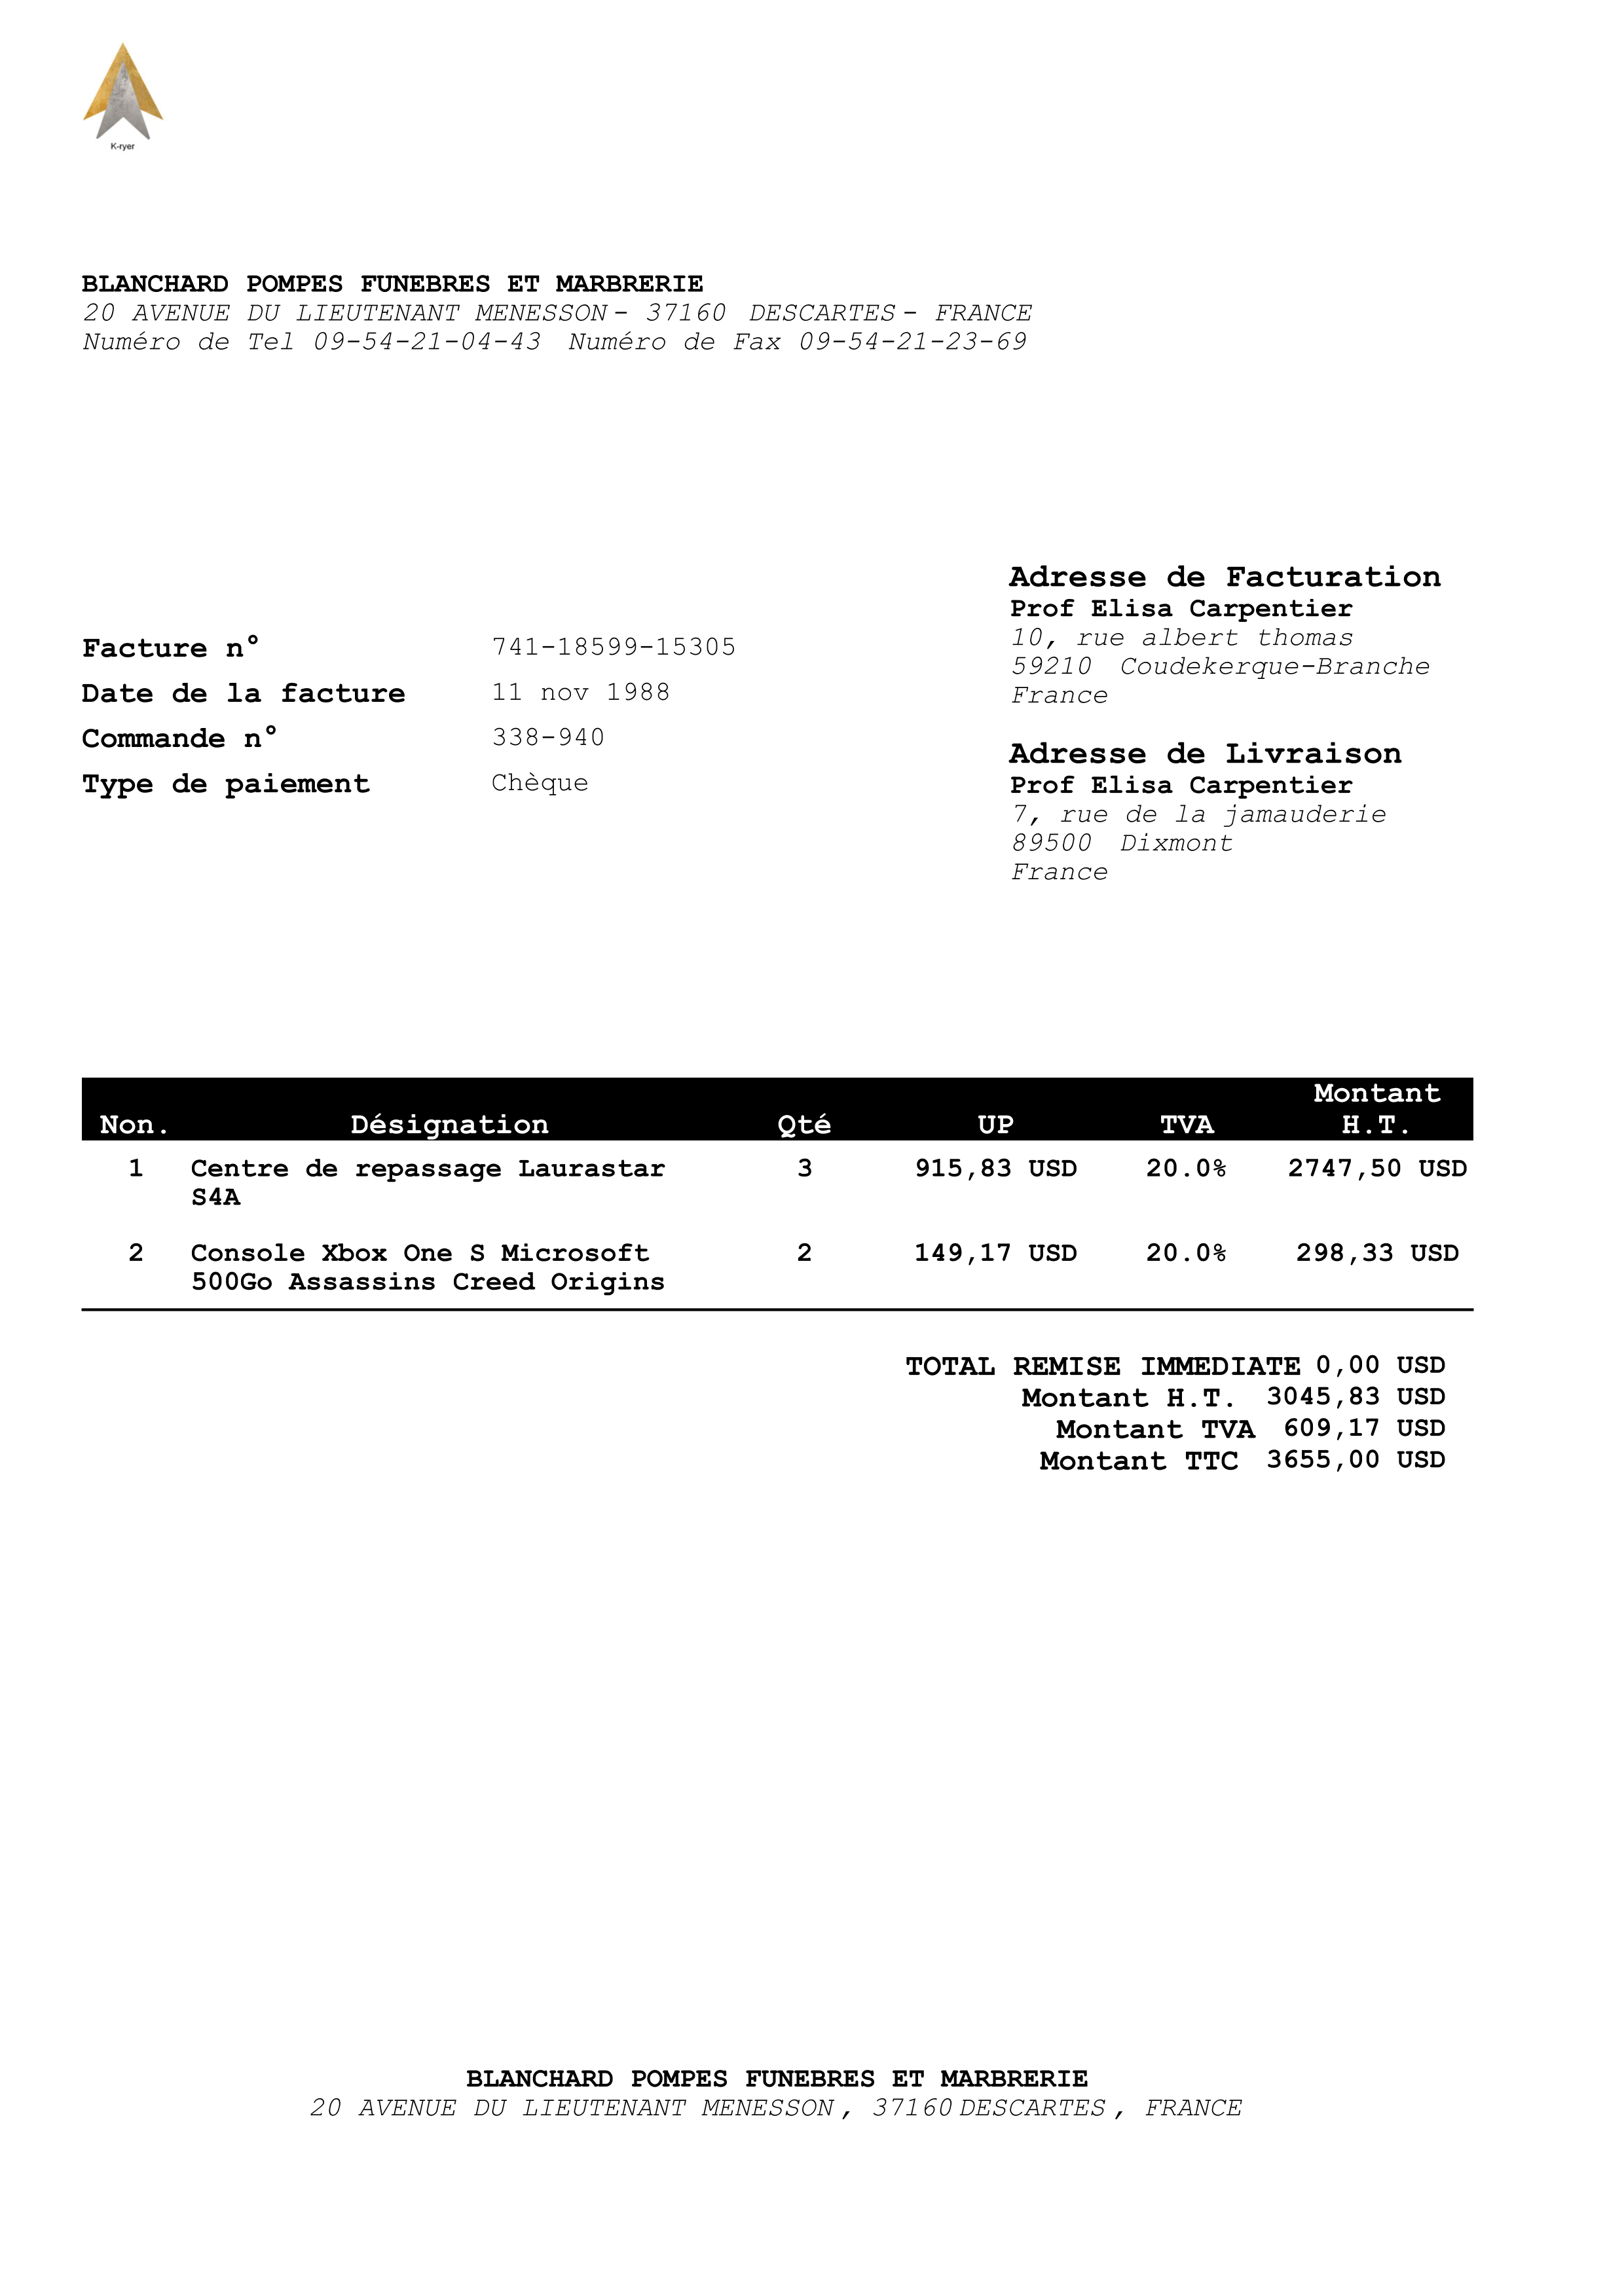 K-ryer
BLANCHARD POMPES FUNEBRES ET MARBRERIE
20 AVENUE DU LIEUTENANT MENESSON - 37160 DESCARTES - FRANCE
Numéro de Tel 09-54-21-04-43 Numéro de Fax 09-54-21-23-69
Facture n° 741-18599-15305
Date de la facture 11 nov 1988
Commande n° 338-940
Type de paiement Chèque
Adresse de Facturation
Prof Elisa Carpentier
10, rue albert thomas
59210 Coudekerque-Branche
France
Adresse de Livraison
Prof Elisa Carpentier
7, rue de la jamauderie
89500 Dixmont
France
Non. Désignation Qté UP TVA Montant H.T.
1 Centre de repassage Laurastar 3 915,83 USD 20.0% 2747,50 USD
S4A
2 Console Xbox One S Microsoft 2 149,17 USD 20.0% 298,33 USD
500Go Assassins Creed Origins
TOTAL REMISE IMMEDIATE 0,00 USD
Montant H.T. 3045,83 USD
Montant TVA 609,17 USD
Montant TTC 3655,00 USD
BLANCHARD POMPES FUNEBRES ET MARBRERIE
20 AVENUE DU LIEUTENANT MENESSON , 37160 DESCARTES , FRANCE